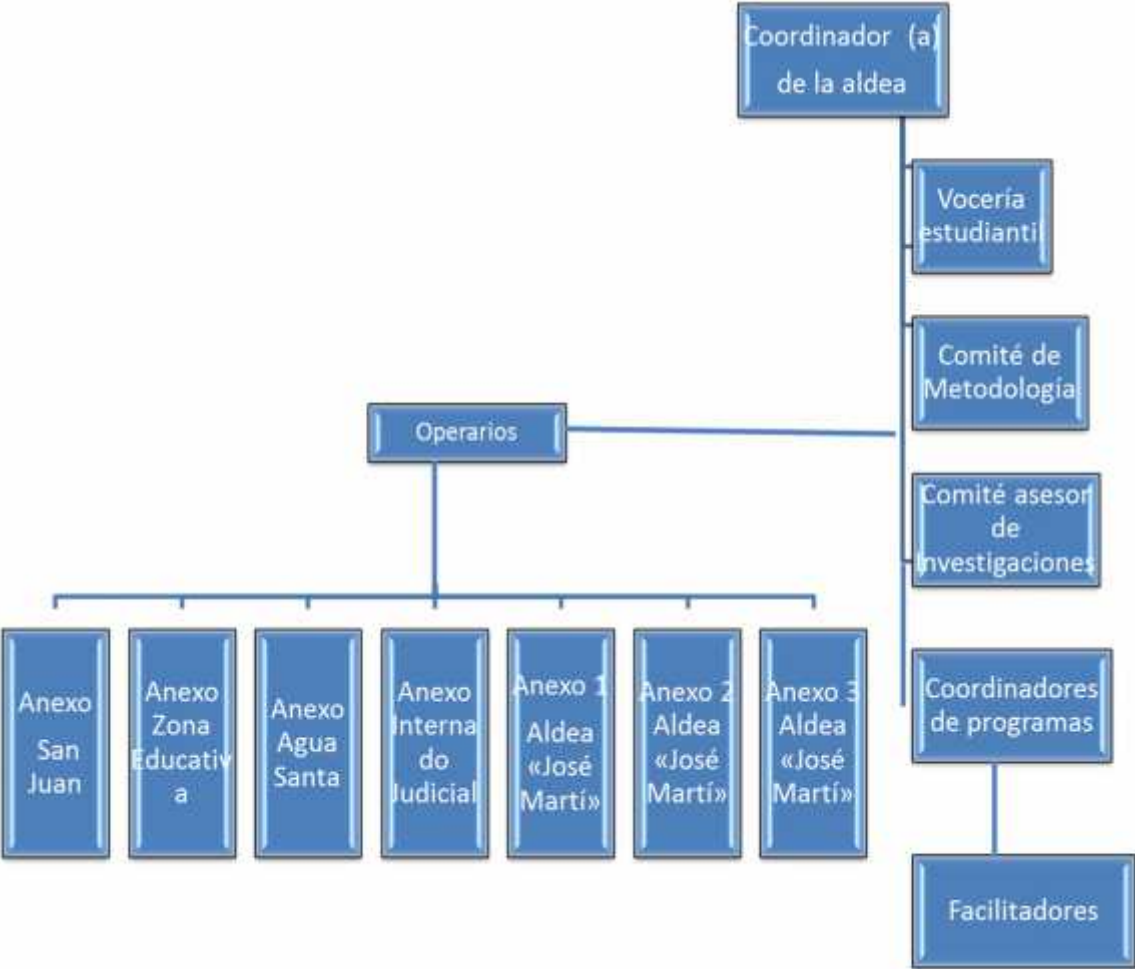 Coordinador (a)
de la aldea
Vocería
estudiantil
Comité de
Metodología
Operarios
Comité asesor
de
Investigaciones
Coordinadores
de programas
Facilitadores
Anexo
San
Juan
Anexo
Zona
Educativ
a
Anexo
Agua
Santa
Anexo
Interna
do
Judicial
Anexo 1
Aldea
«José
Martí»
Anexo 2
Aldea
«José
Martí»
Anexo 3
Aldea
«José
Martí»